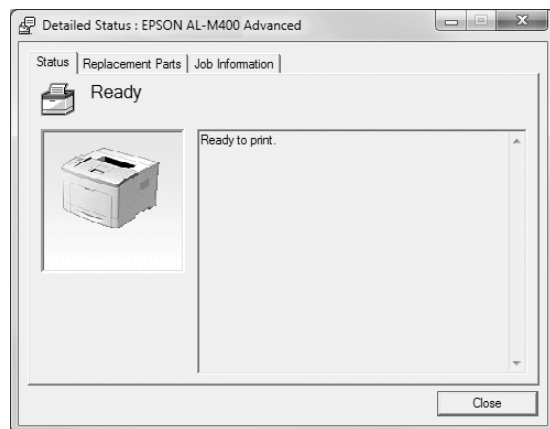 Detailed Status : EPSON AL-M400 Advanced
Status Replacement Parts Job Information
Ready
Ready to print.
Close